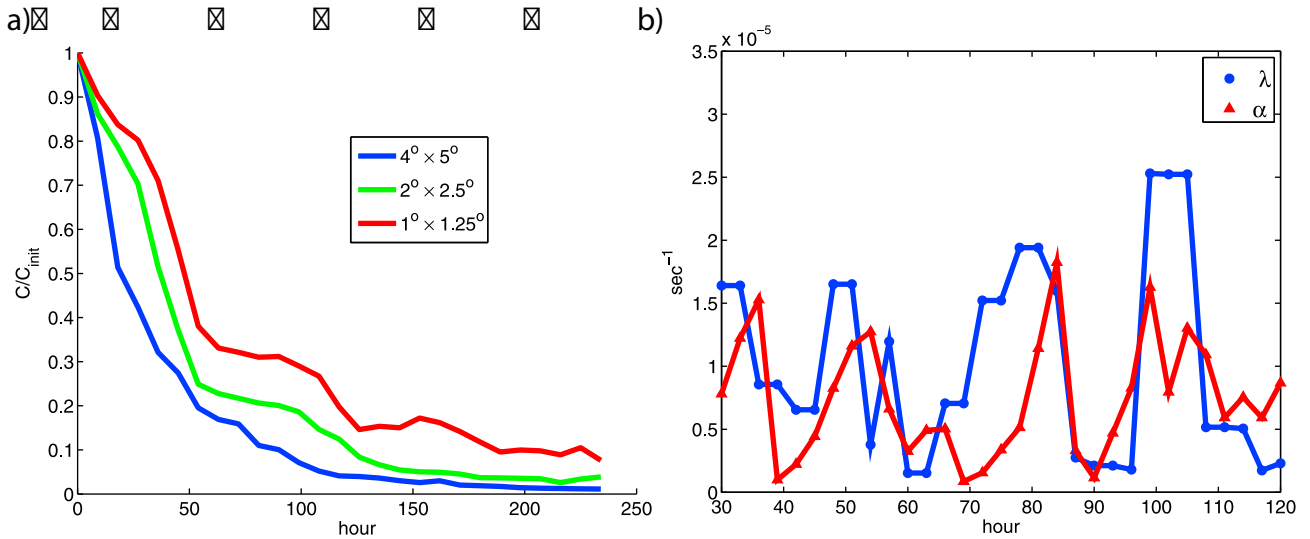 a)
1
0.9
0.8
0.7
0.6
0.5
0.4
0.3
0.2
0.1
0
C/C_init
0 50 100 150 200 250
hour
4° × 5°
2° × 2.5°
1° × 1.25°
b)
x 10⁻⁵
3.5
3
2.5
2
1.5
1
0.5
0
sec⁻¹
30 40 50 60 70 80 90 100 110 120
hour
λ
α